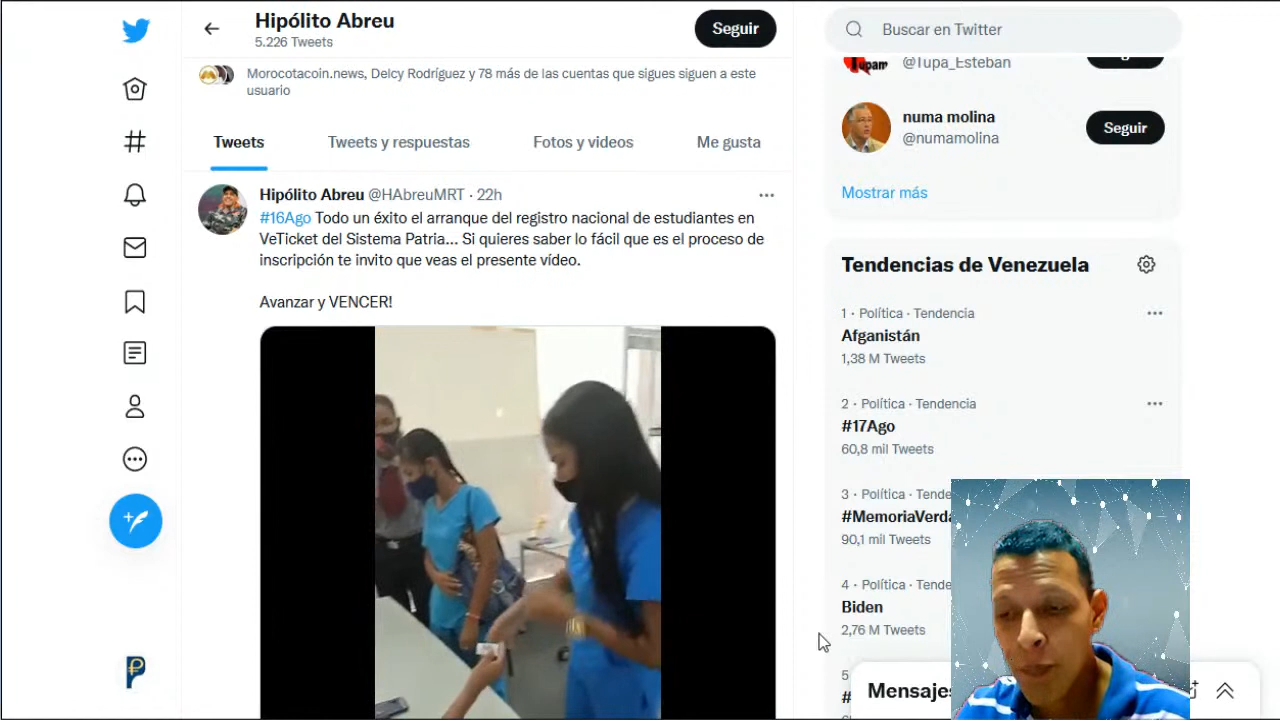 Hipólito Abreu
5.226 Tweets
Seguir
Morocotacoin.news, Delcy Rodríguez y 78 más de las cuentas que sigues siguen a este
usuario
Tweets
Tweets y respuestas
Fotos y videos
Me gusta
Hipólito Abreu @HAbreuMRT · 22h
#16Ago Todo un éxito el arranque del registro nacional de estudiantes en
VeTicket del Sistema Patria... Si quieres saber lo fácil que es el proceso de
inscripción te invito que veas el presente vídeo.
Avanzar y VENCER!
Buscar en Twitter
@Tupa_Esteban
numa molina
@numamolina
Seguir
Mostrar más
Tendencias de Venezuela
1 · Política · Tendencia
Afganistán
1,38 M Tweets
2 · Política · Tendencia
#17Ago
60,8 mil Tweets
3 · Política · Tende
#MemoriaVerda
90,1 mil Tweets
4 · Política · Tende
Biden
2,76 M Tweets
5
#
Mensajes